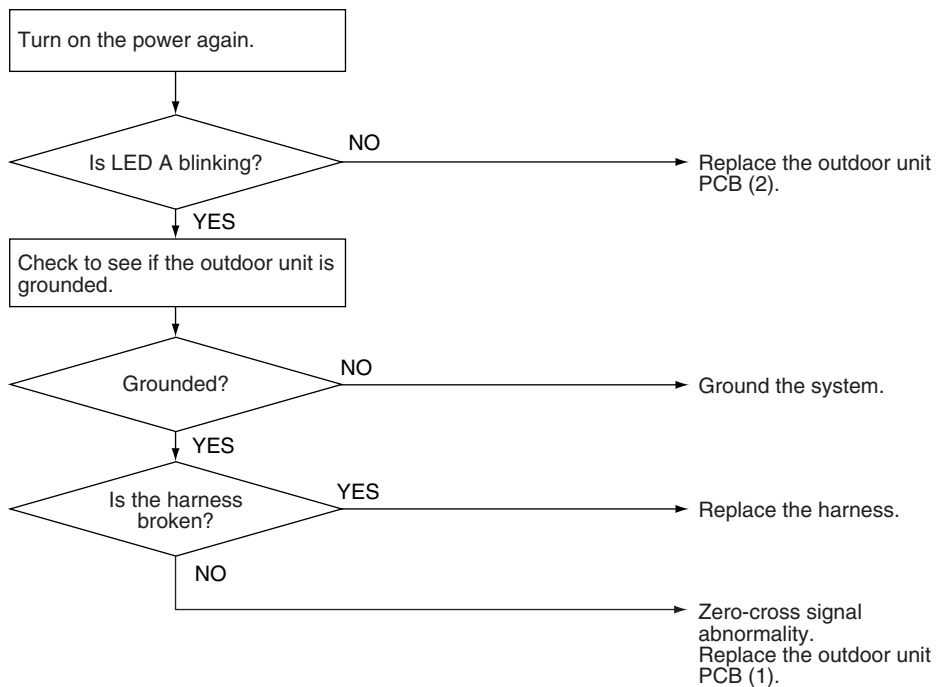 Turn on the power again.
Is LED A blinking?
NO
Replace the outdoor unit
PCB (2).
YES
Check to see if the outdoor unit is
grounded.
Grounded?
NO
Ground the system.
YES
Is the harness
broken?
YES
Replace the harness.
NO
Zero-cross signal
abnormality.
Replace the outdoor unit
PCB (1).